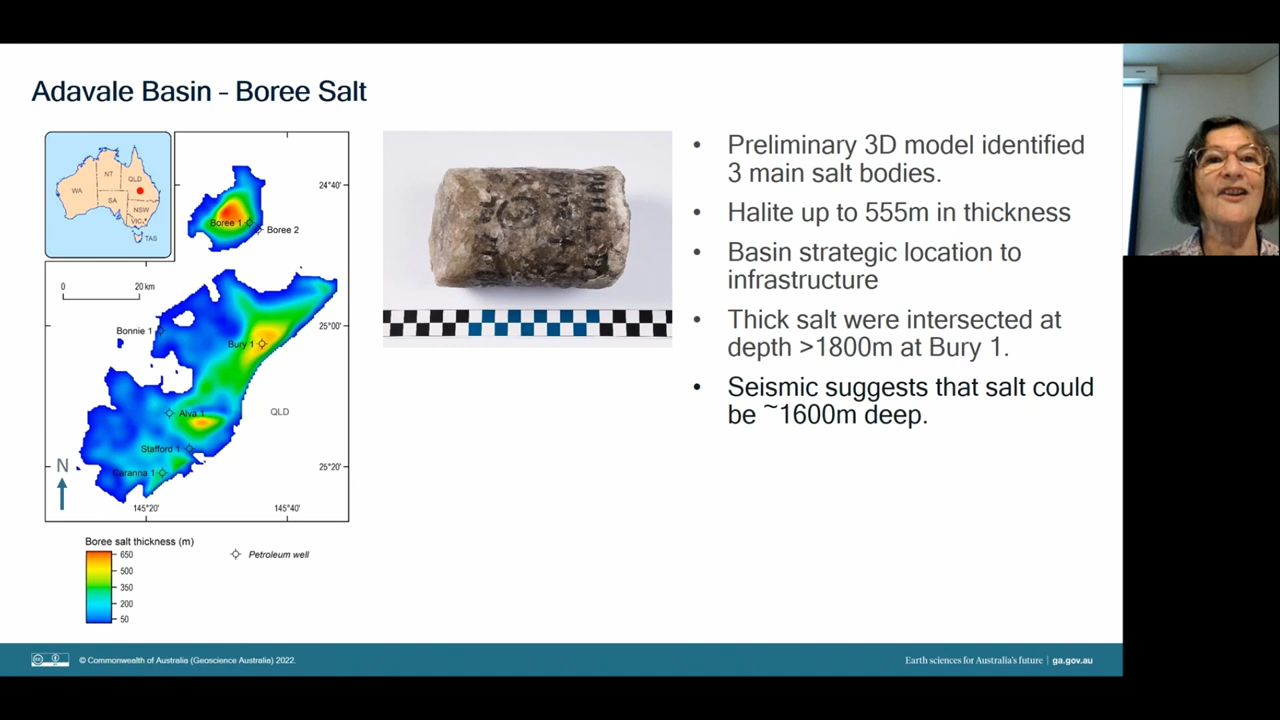 Adavale Basin - Boree Salt
NT
WA
QLD
SA
NSW
VIC.
TAS
24°40'
Boree 1
Boree 2
0
20 km
Bonnie 1
25°00'
Bury 1
Alva 1
QLD
Stafford 1
Caranna 1
25°20'
N
145°20'
145°40'
Boree salt thickness (m)
650
500
350
200
50
Petroleum well
• Preliminary 3D model identified
3 main salt bodies.
• Halite up to 555m in thickness
• Basin strategic location to
infrastructure
• Thick salt were intersected at
depth >1800m at Bury 1.
• Seismic suggests that salt could
be ~1600m deep.
© Commonwealth of Australia (Geoscience Australia) 2022.
Earth sciences for Australia's future | ga.gov.au